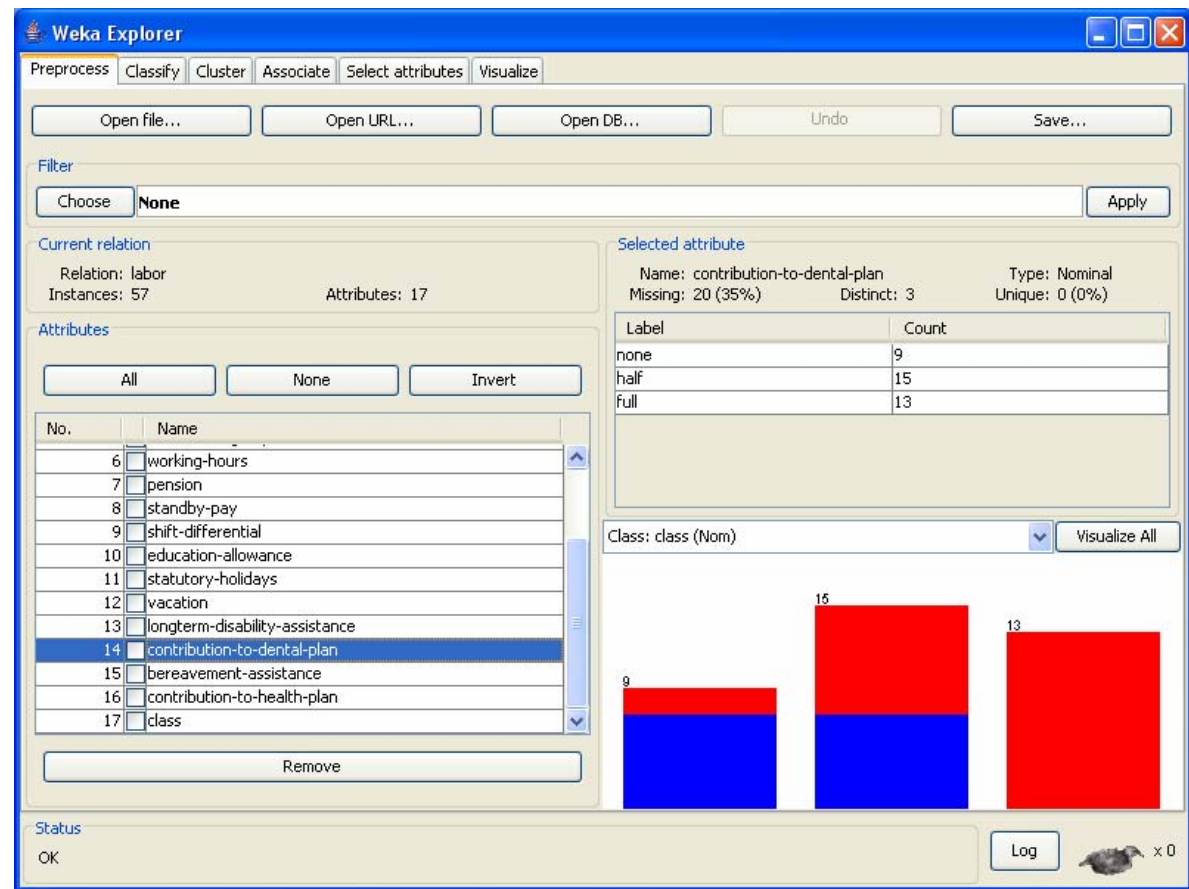 Weka Explorer
Preprocess Classify Cluster Associate Select attributes Visualize
Open file... Open URL... Open DB... Undo Save...
Filter
Choose None Apply
Current relation
Relation: labor
Instances: 57 Attributes: 17
Attributes
All None Invert
No. Name
6 working-hours
7 pension
8 standby-pay
9 shift-differential
10 education-allowance
11 statutory-holidays
12 vacation
13 longterm-disability-assistance
14 contribution-to-dental-plan
15 bereavement-assistance
16 contribution-to-health-plan
17 class
Remove
Selected attribute
Name: contribution-to-dental-plan Type: Nominal
Missing: 20 (35%) Distinct: 3 Unique: 0 (0%)
Label Count
none 9
half 15
full 13
Class: class (Nom) Visualize All
9 15 13
Status
OK
Log x 0